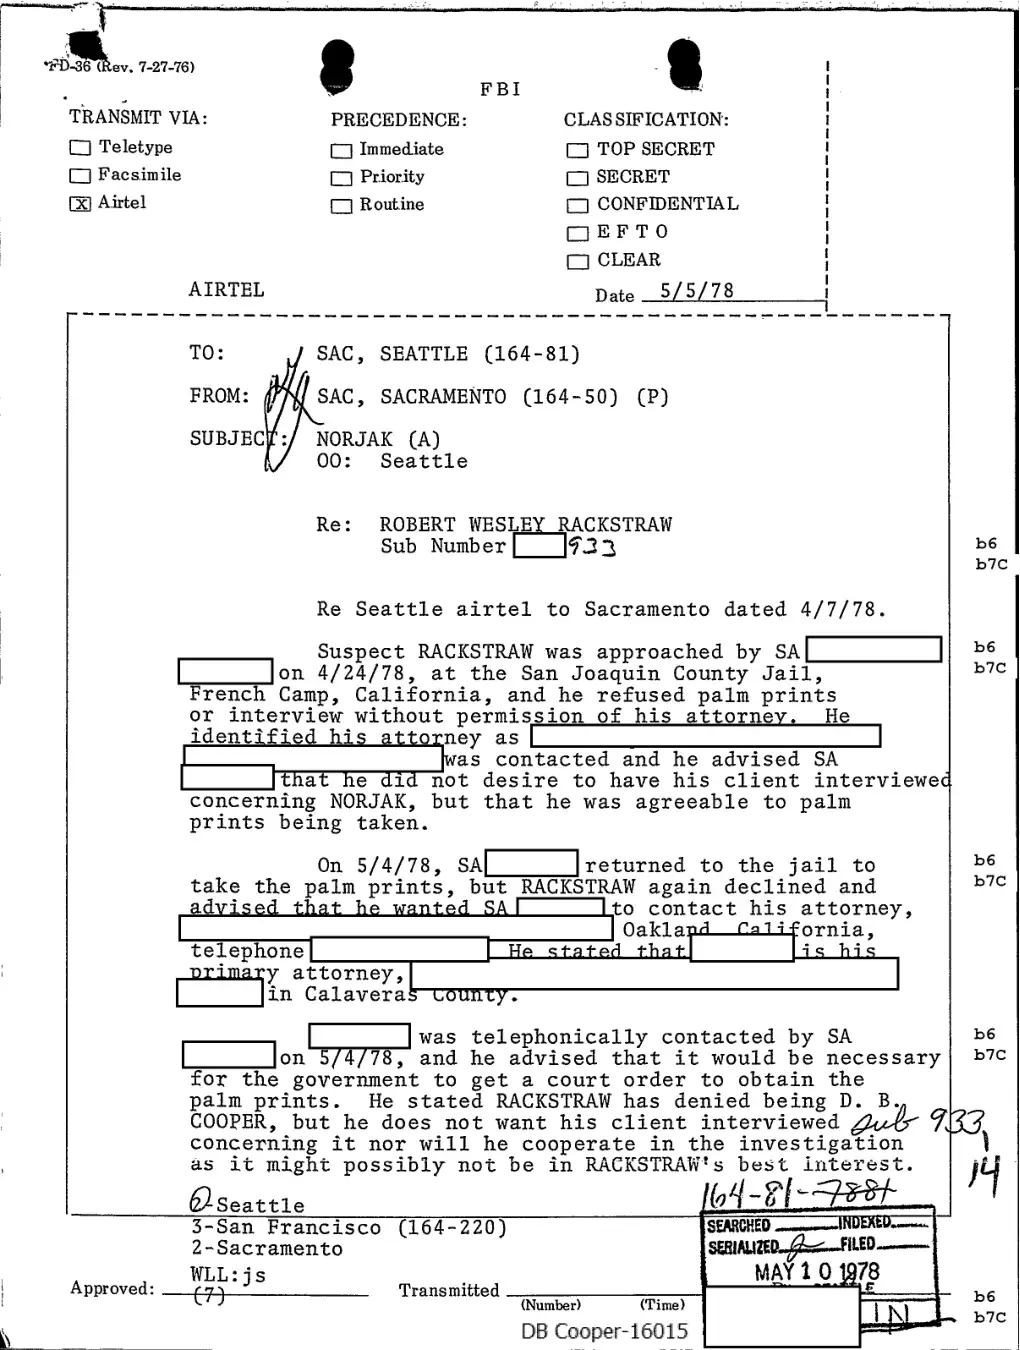 FD-36 (Rev. 7-27-76)
FBI
TRANSMIT VIA:
Teletype
Facsimile
X Airtel
PRECEDENCE:
Immediate
Priority
Routine
CLASSIFICATION:
TOP SECRET
SECRET
CONFIDENTIAL
E F T O
CLEAR
AIRTEL
Date 5/5/78
TO: SAC, SEATTLE (164-81)
FROM: SAC, SACRAMENTO (164-50) (P)
SUBJECT: NORJAK (A)
OO: Seattle
Re: ROBERT WESLEY RACKSTRAW
Sub Number 933
b6
b7C
Re Seattle airtel to Sacramento dated 4/7/78.
Suspect RACKSTRAW was approached by SA
b6
on 4/24/78, at the San Joaquin County Jail,
b7C
French Camp, California, and he refused palm prints
or interview without permission of his attorney. He
identified his attorney as
was contacted and he advised SA
that he did not desire to have his client interviewed
concerning NORJAK, but that he was agreeable to palm
prints being taken.
On 5/4/78, SA returned to the jail to
b6
take the palm prints, but RACKSTRAW again declined and
b7C
advised that he wanted SA to contact his attorney,
Oakland, California,
telephone He stated that is his
primary attorney,
in Calaveras County.
was telephonically contacted by SA
b6
on 5/4/78, and he advised that it would be necessary
b7C
for the government to get a court order to obtain the
palm prints. He stated RACKSTRAW has denied being D. B.
COOPER, but he does not want his client interviewed
concerning it nor will he cooperate in the investigation
as it might possibly not be in RACKSTRAW's best interest.
Sub 933
14
164-81-7881
2-Seattle
3-San Francisco (164-220)
2-Sacramento
WLL:js
(7)
SEARCHED INDEXED
SERIALIZED FILED
MAY 10 1978
Approved: Transmitted
(Number) (Time)
b6
b7C
DB Cooper-16015